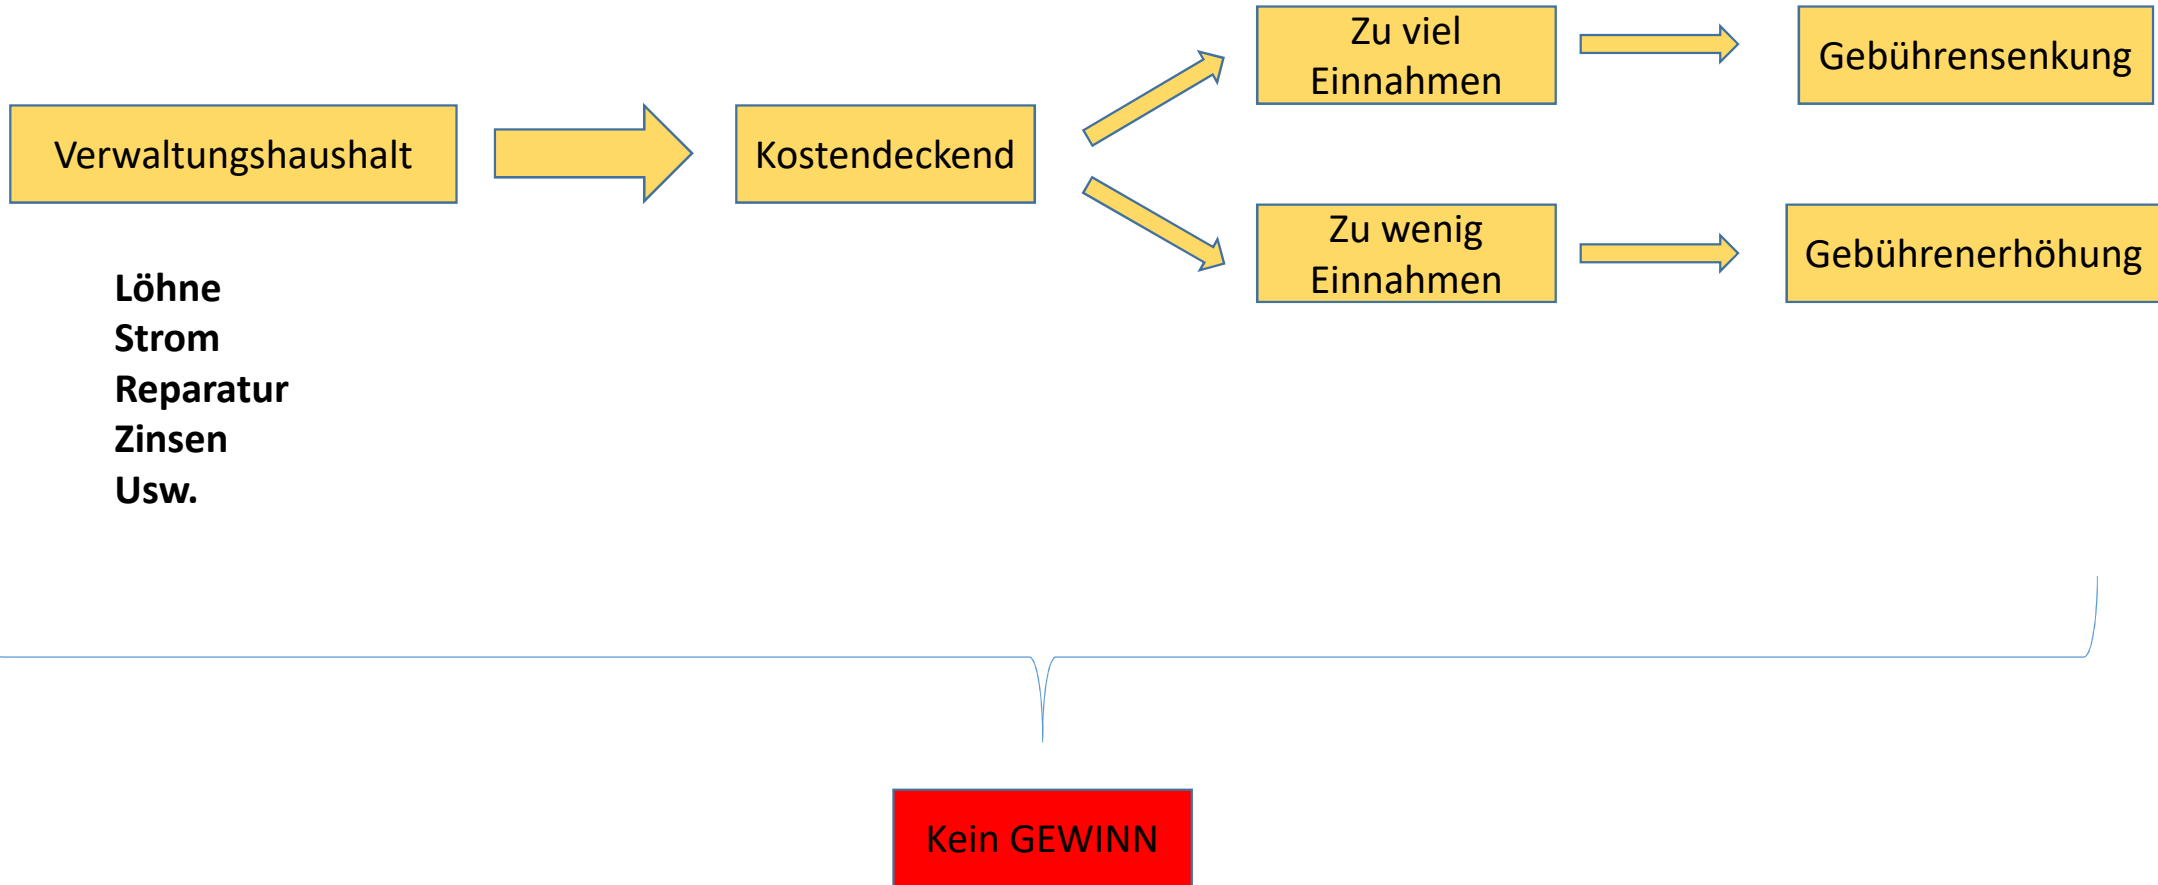 Verwaltungshaushalt
Kostendeckend
Zu viel
Einnahmen
Gebührensenkung
Zu wenig
Einnahmen
Gebührenerhöhung
Löhne
Strom
Reparatur
Zinsen
Usw.
Kein GEWINN